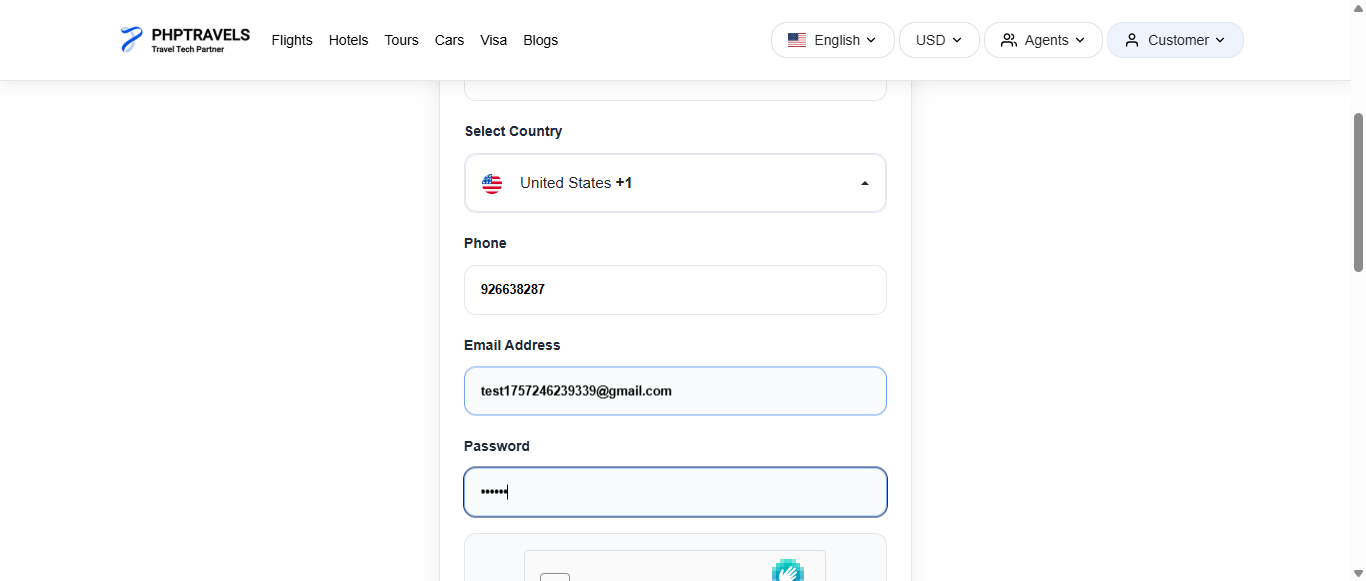 PHPTRAVELS
Travel Tech Partner
Flights Hotels Tours Cars Visa Blogs English USD Agents Customer
Select Country
United States +1
Phone
926638287
Email Address
test1757246239339@gmail.com
Password
••••••